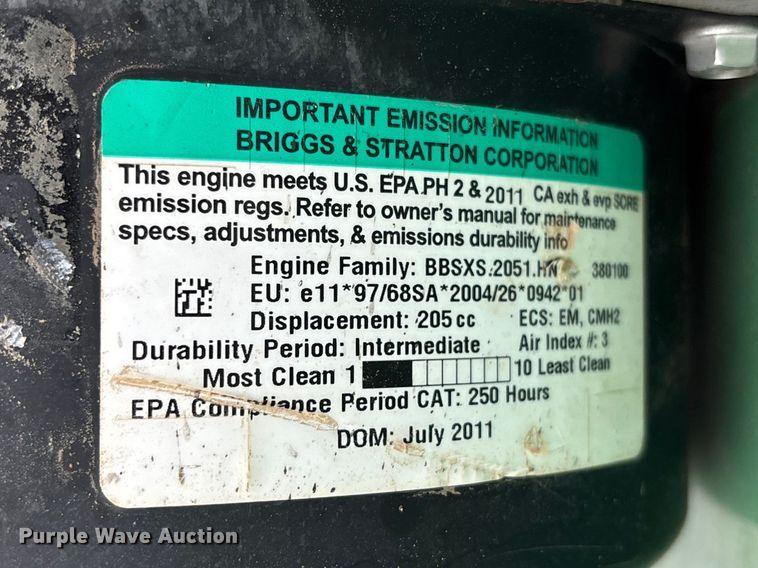 IMPORTANT EMISSION INFORMATION
BRIGGS & STRATTON CORPORATION
This engine meets U.S. EPA PH 2 & 2011 CA exh & evp SORE
emission regs. Refer to owner's manual for maintenance
specs, adjustments, & emissions durability info
Engine Family: BBSXS.2051.HN 380100
EU: e11*97/68SA*2004/26*0942*01
Displacement: 205 cc ECS: EM, CMH2
Durability Period: Intermediate Air Index #: 3
Most Clean 1 10 Least Clean
EPA Compliance Period CAT: 250 Hours
DOM: July 2011
Purple Wave Auction